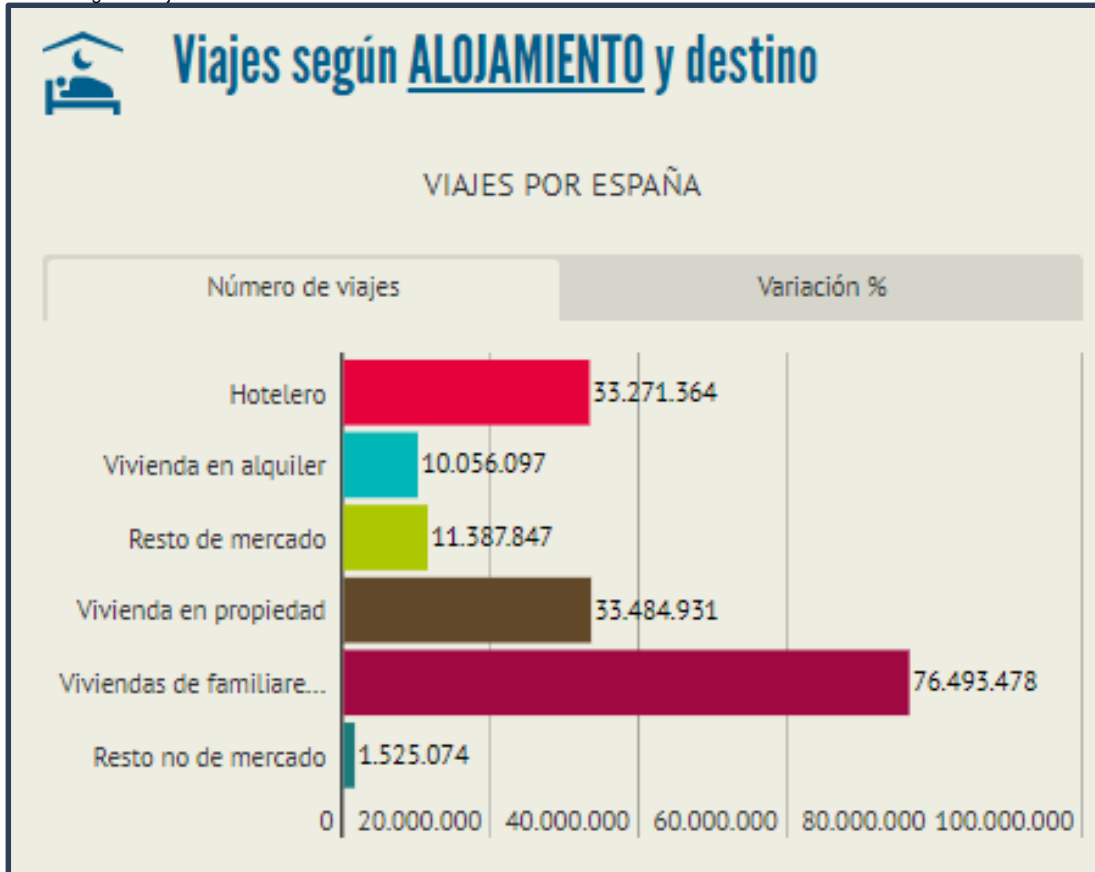 Viajes según ALOJAMIENTO y destino
VIAJES POR ESPAÑA
Número de viajes
Variación %
Hotelero 33.271.364
Vivienda en alquiler 10.056.097
Resto de mercado 11.387.847
Vivienda en propiedad 33.484.931
Viviendas de familiare... 76.493.478
Resto no de mercado 1.525.074
0 20.000.000 40.000.000 60.000.000 80.000.000 100.000.000